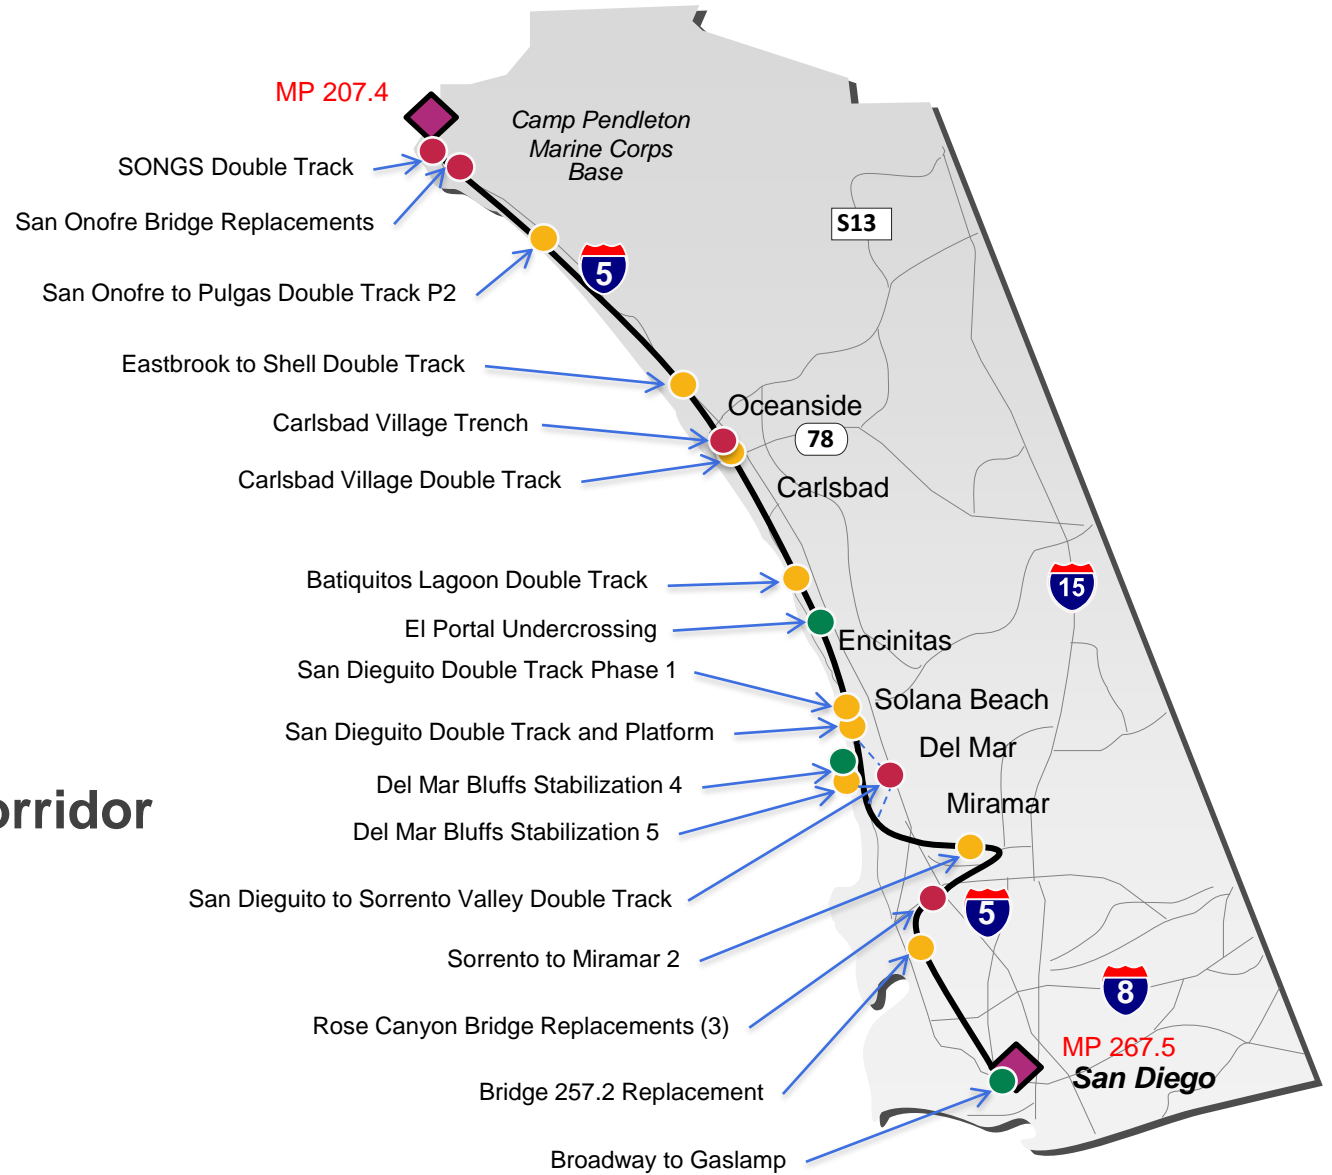 MP 207.4
Camp Pendleton
Marine Corps
Base
SONGS Double Track
San Onofre Bridge Replacements
S13
5
San Onofre to Pulgas Double Track P2
Eastbrook to Shell Double Track
Oceanside
Carlsbad Village Trench
78
Carlsbad Village Double Track
Carlsbad
Batiquitos Lagoon Double Track
15
El Portal Undercrossing
Encinitas
San Dieguito Double Track Phase 1
Solana Beach
San Dieguito Double Track and Platform
Del Mar
Del Mar Bluffs Stabilization 4
Miramar
orridor
Del Mar Bluffs Stabilization 5
San Dieguito to Sorrento Valley Double Track
5
Sorrento to Miramar 2
8
Rose Canyon Bridge Replacements (3)
MP 267.5
San Diego
Bridge 257.2 Replacement
Broadway to Gaslamp